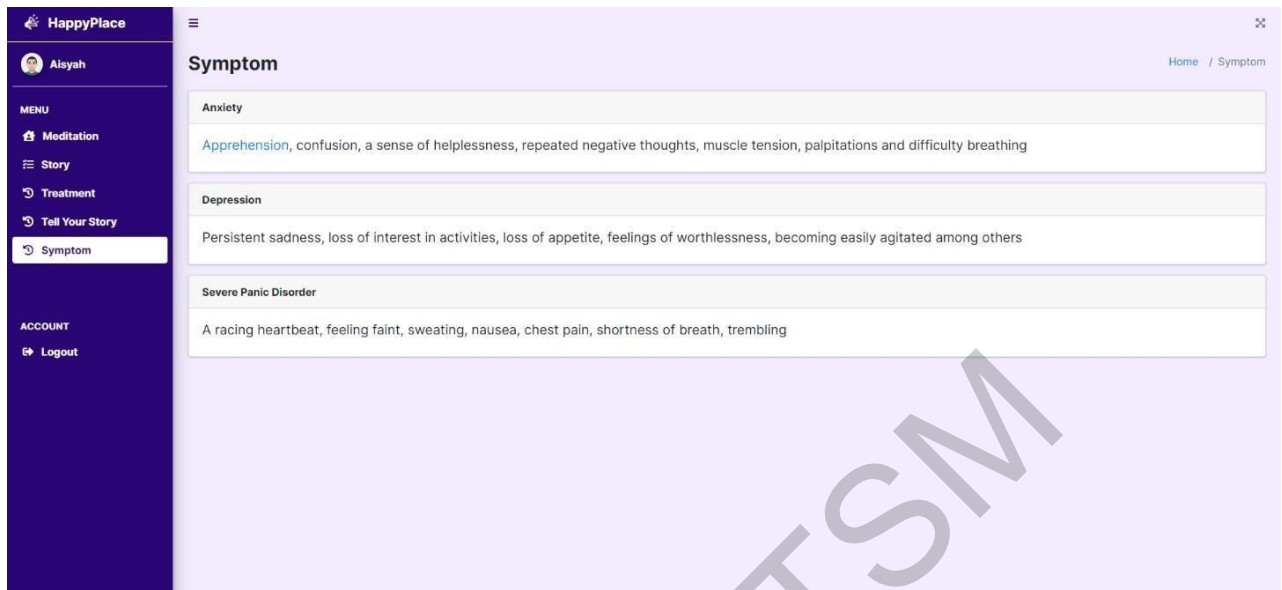 HappyPlace
Aisyah
MENU
Meditation
Story
Treatment
Tell Your Story
Symptom
ACCOUNT
Logout
Symptom
Home / Symptom
Anxiety
Apprehension, confusion, a sense of helplessness, repeated negative thoughts, muscle tension, palpitations and difficulty breathing
Depression
Persistent sadness, loss of interest in activities, loss of appetite, feelings of worthlessness, becoming easily agitated among others
Severe Panic Disorder
A racing heartbeat, feeling faint, sweating, nausea, chest pain, shortness of breath, trembling
TSM